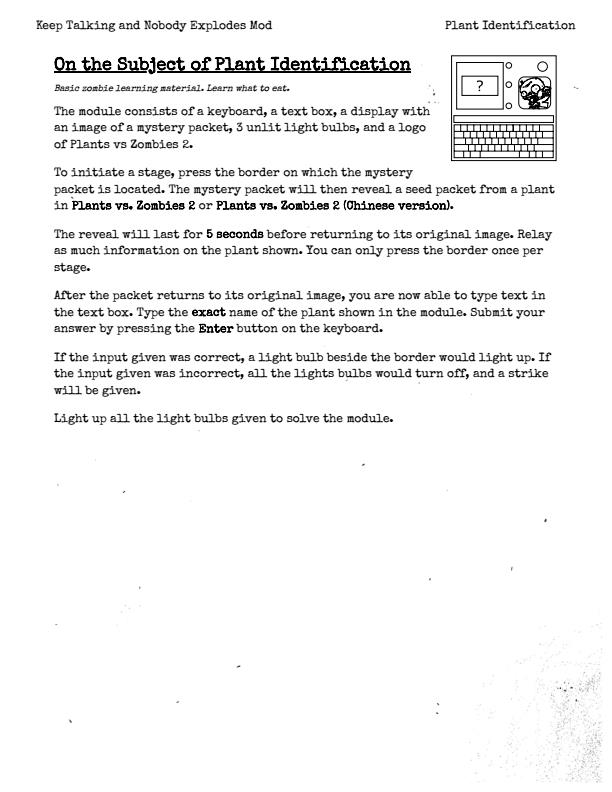 Keep Talking and Nobody Explodes Mod
Plant Identification
On the Subject of Plant Identification
Basic zombie learning material. Learn what to eat.
?
The module consists of a keyboard, a text box, a display with
an image of a mystery packet, 3 unlit light bulbs, and a logo
of Plants vs Zombies 2.
To initiate a stage, press the border on which the mystery
packet is located. The mystery packet will then reveal a seed packet from a plant
in Plants vs. Zombies 2 or Plants vs. Zombies 2 (Chinese version).
The reveal will last for 5 seconds before returning to its original image. Relay
as much information on the plant shown. You can only press the border once per
stage.
After the packet returns to its original image, you are now able to type text in
the text box. Type the exact name of the plant shown in the module. Submit your
answer by pressing the Enter button on the keyboard.
If the input given was correct, a light bulb beside the border would light up. If
the input given was incorrect, all the lights bulbs would turn off, and a strike
will be given.
Light up all the light bulbs given to solve the module.